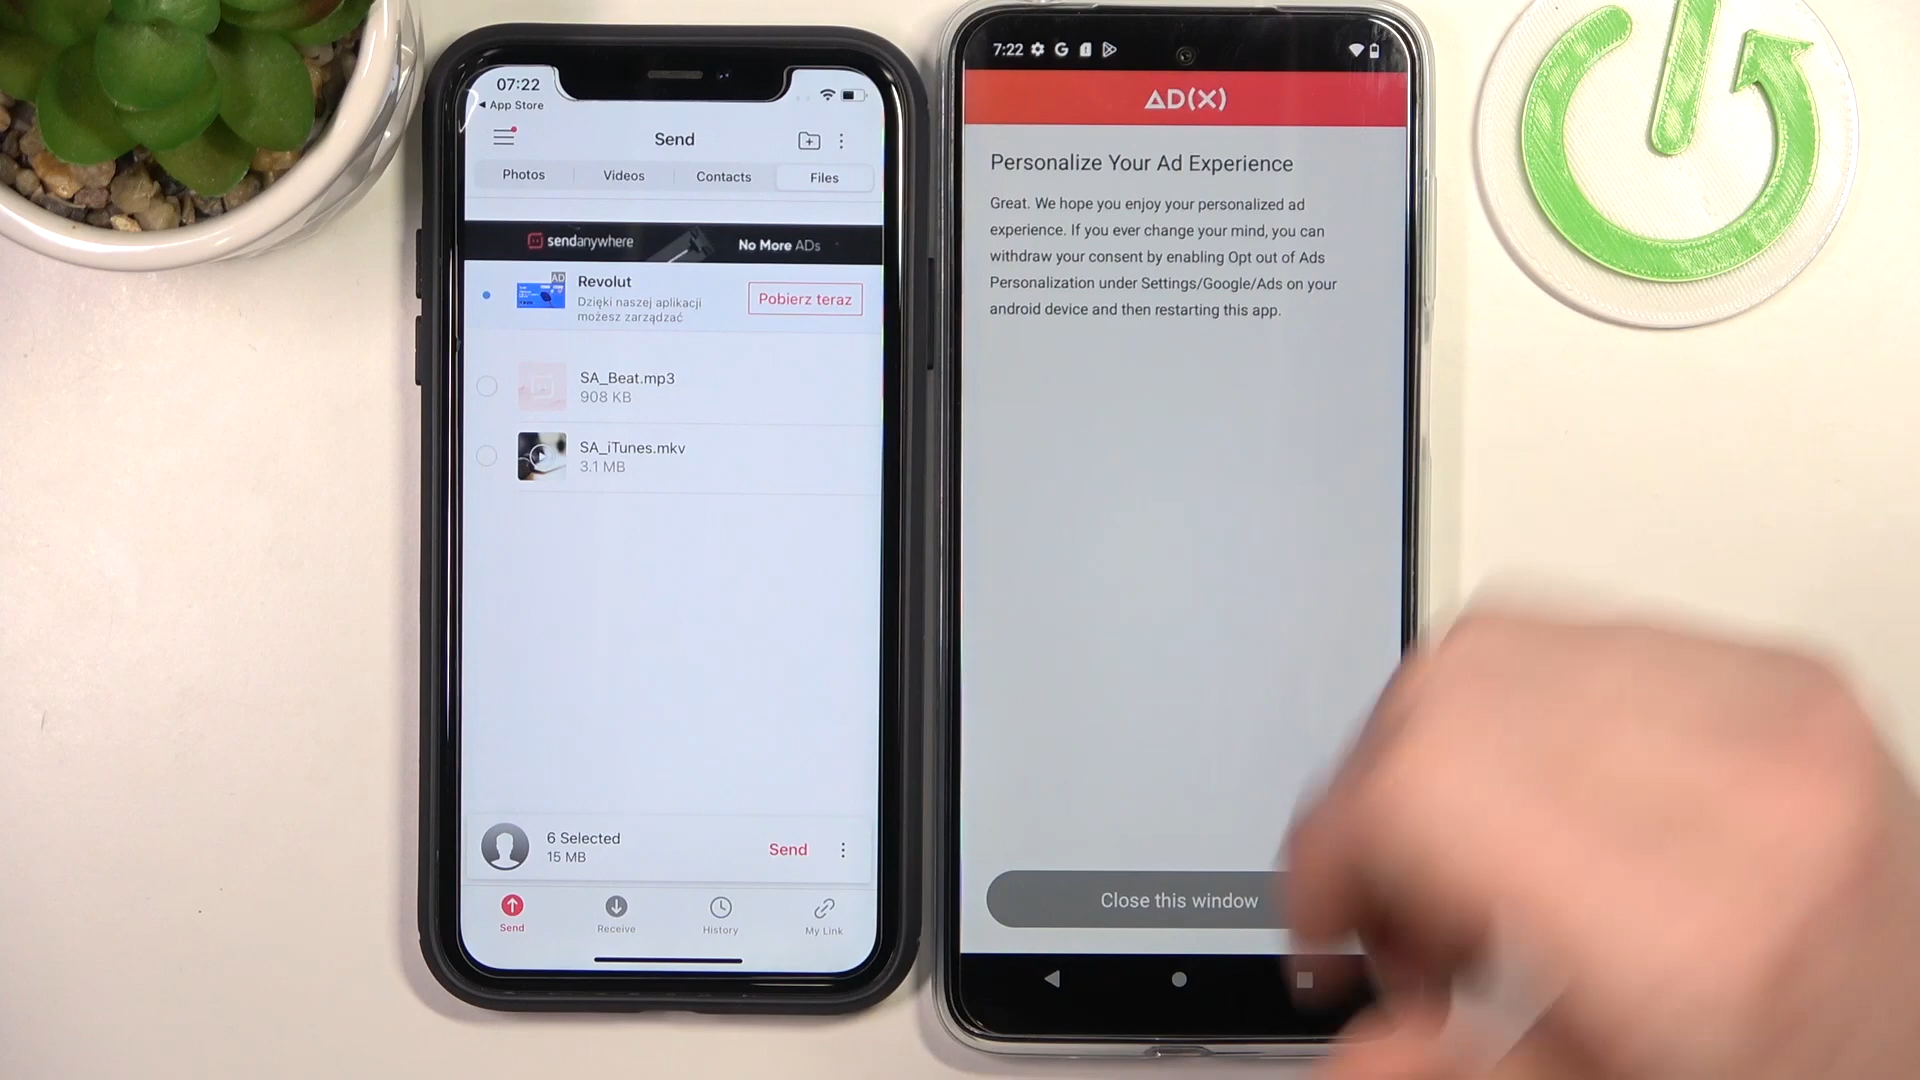 07:22
App Store
Send
Photos
Videos
Contacts
Files
sendanywhere
No More ADs
AD
Revolut
Dzięki naszej aplikacji
możesz zarządzać
Pobierz teraz
SA_Beat.mp3
908 KB
SA_iTunes.mkv
3.1 MB
6 Selected
15 MB
Send
Send
Receive
History
My Link
7:22
AD(X)
Personalize Your Ad Experience
Great. We hope you enjoy your personalized ad
experience. If you ever change your mind, you can
withdraw your consent by enabling Opt out of Ads
Personalization under Settings/Google/Ads on your
android device and then restarting this app.
Close this window